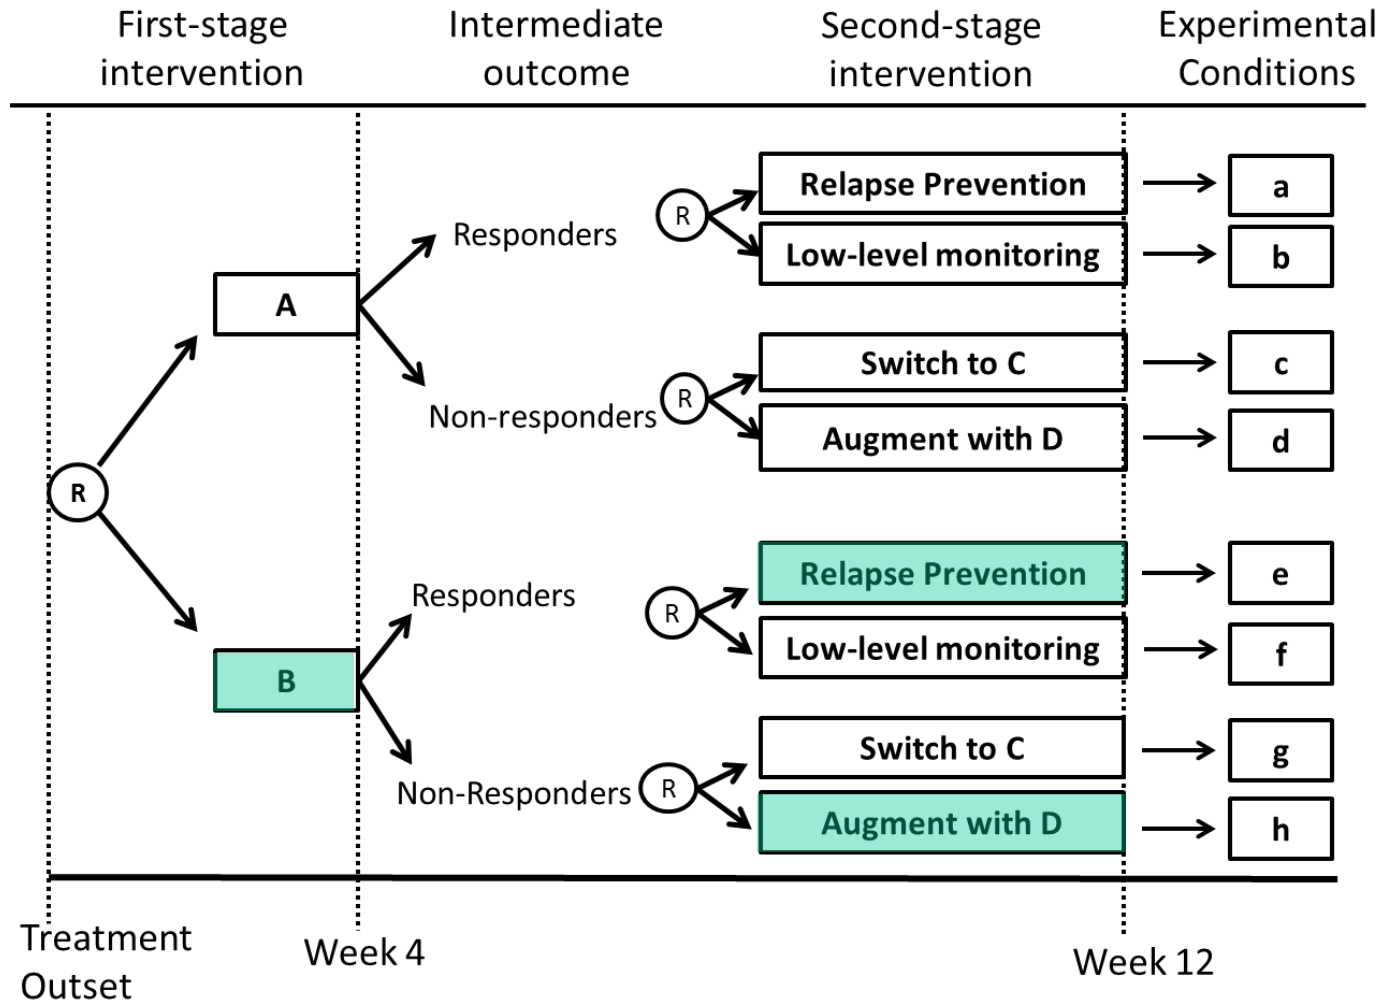 First-stage
intervention
Intermediate
outcome
Second-stage
intervention
Experimental
Conditions
R
A
Responders
R
Relapse Prevention
a
Low-level monitoring
b
Non-responders
R
Switch to C
c
Augment with D
d
B
Responders
R
Relapse Prevention
e
Low-level monitoring
f
Non-Responders
R
Switch to C
g
Augment with D
h
Treatment
Outset
Week 4
Week 12